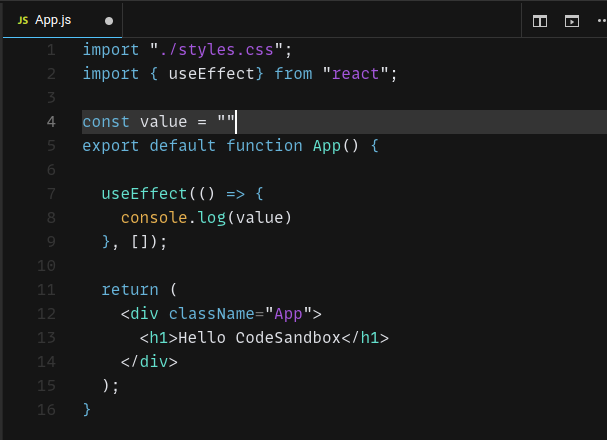 JS App.js
1 import "./styles.css";
2 import { useEffect} from "react";
3
4 const value = ""
5 export default function App() {
6
7 useEffect(() => {
8 console.log(value)
9 }, []);
10
11 return (
12 <div className="App">
13 <h1>Hello CodeSandbox</h1>
14 </div>
15 );
16 }